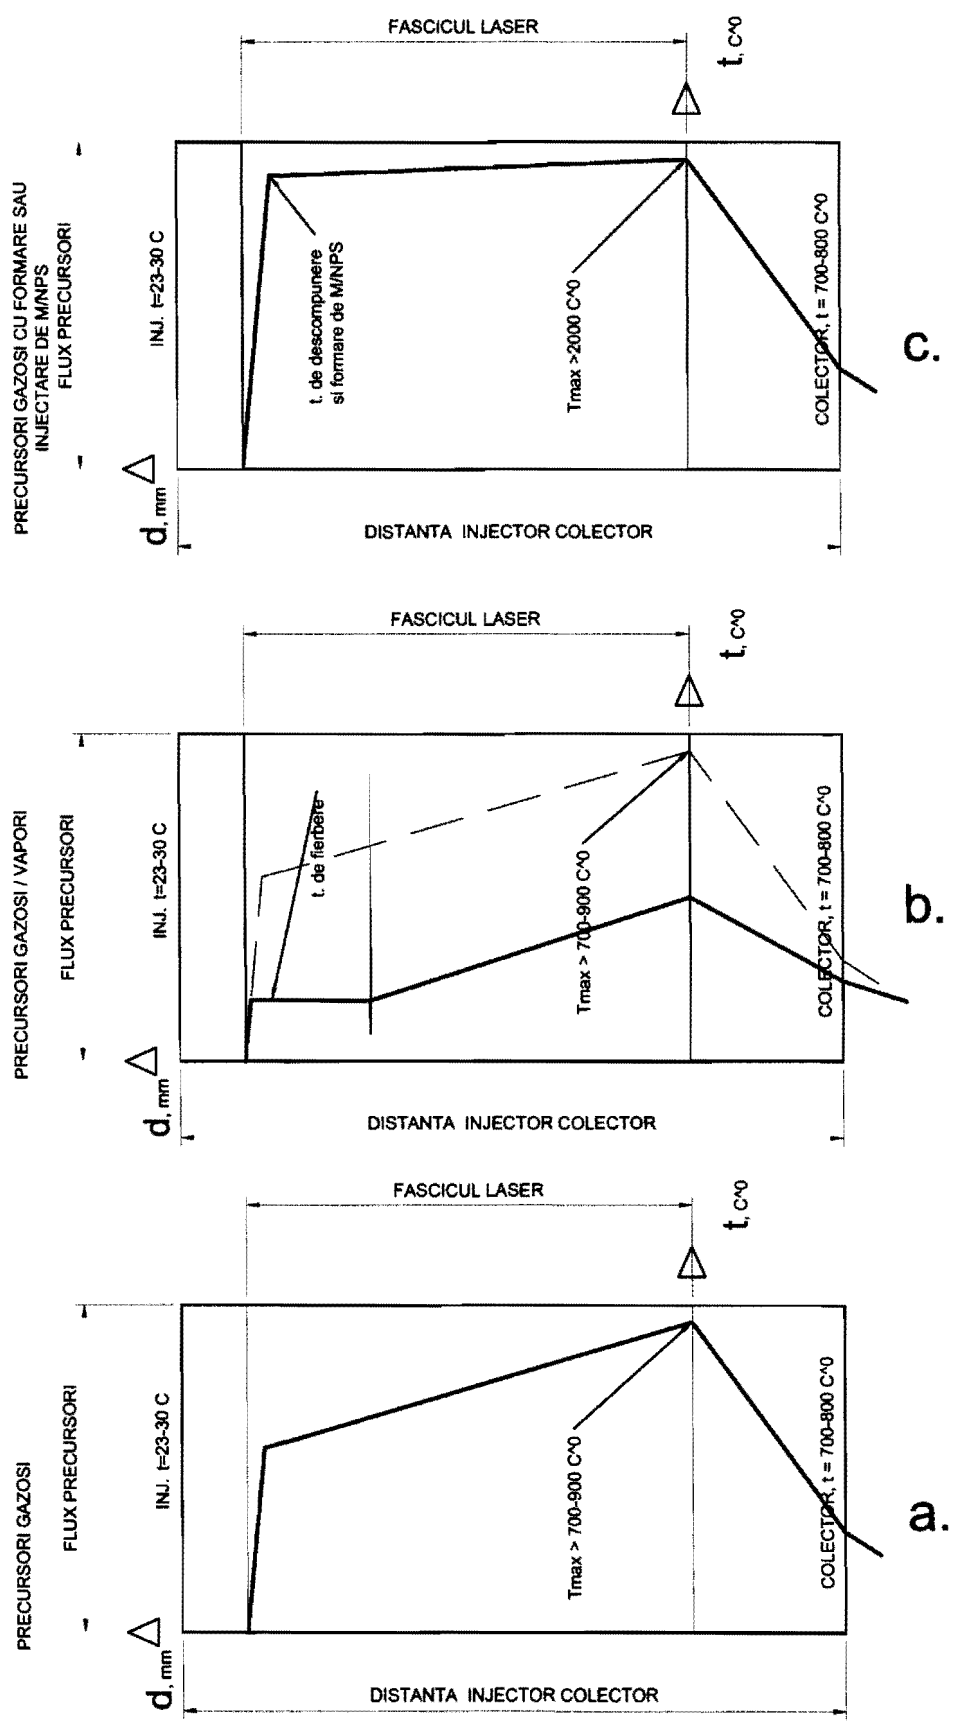 PRECURSORI GAZOSI CU FORMARE SAU
INJECTARE DE M/NPS
FLUX PRECURSORI
FASCICUL LASER
t, C^0
INJ. t=23-30 C
t. de descompunere
si formare de M/NPS
Tmax >2000 C^0
COLECTOR, t = 700-800 C^0
d, mm
DISTANTA INJECTOR COLECTOR
c.
PRECURSORI GAZOSI / VAPORI
FLUX PRECURSORI
FASCICUL LASER
t, C^0
INJ. t=23-30 C
t. de fierbere
Tmax > 700-900 C^0
COLECTOR, t = 700-800 C^0
d, mm
DISTANTA INJECTOR COLECTOR
b.
PRECURSORI GAZOSI
FLUX PRECURSORI
FASCICUL LASER
t, C^0
INJ. t=23-30 C
Tmax > 700-900 C^0
COLECTOR, t = 700-800 C^0
d, mm
DISTANTA INJECTOR COLECTOR
a.